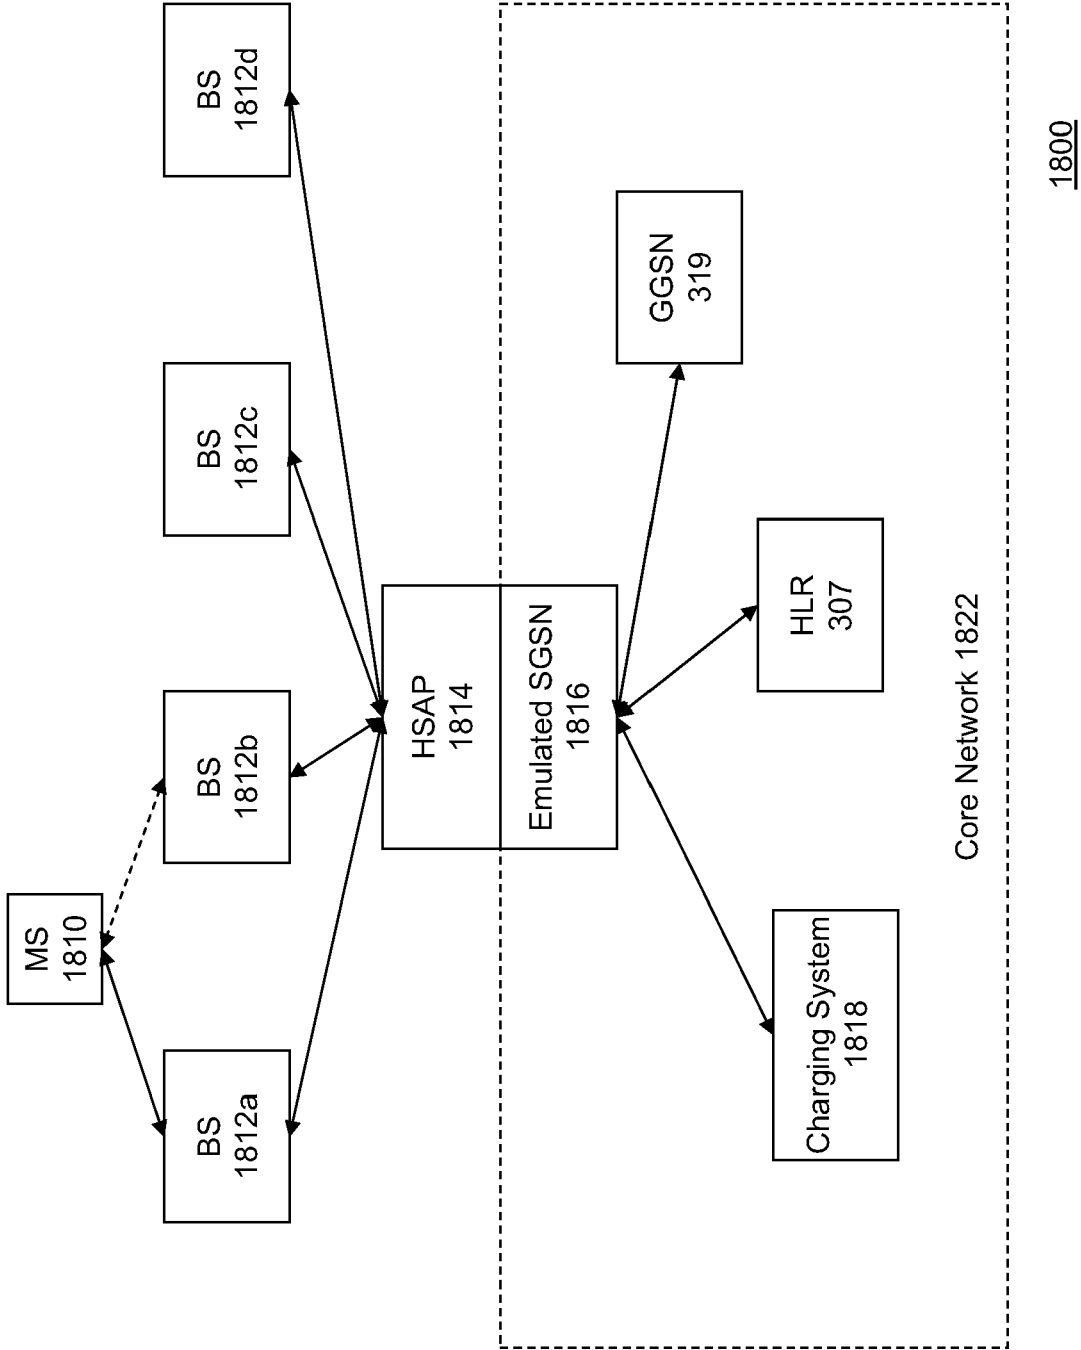 MS
1810
BS
1812a
BS
1812b
BS
1812c
BS
1812d
HSAP
1814
Emulated SGSN
1816
Charging System
1818
HLR
307
GGSN
319
Core Network 1822
1800